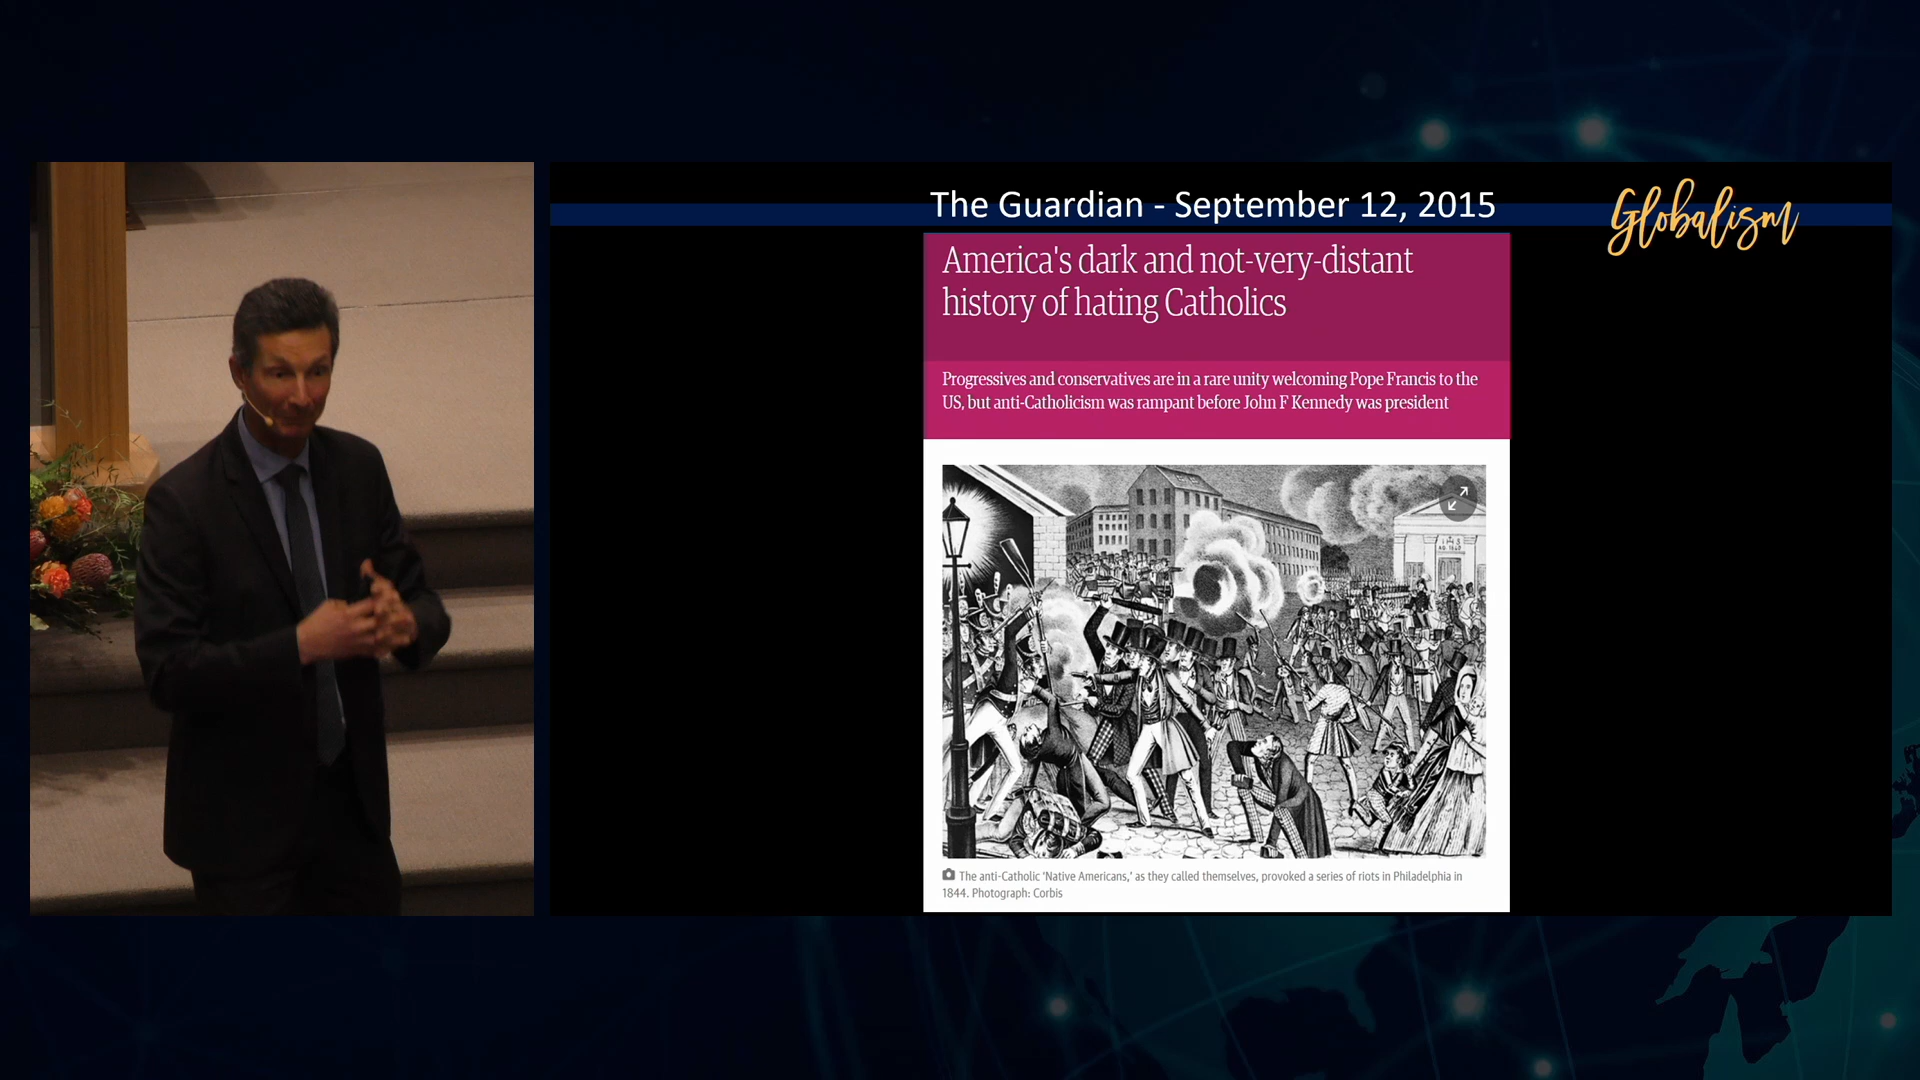 The Guardian - September 12, 2015
Globalism
America's dark and not-very-distant
history of hating Catholics
Progressives and conservatives are in a rare unity welcoming Pope Francis to the
US, but anti-Catholicism was rampant before John F Kennedy was president
The anti-Catholic ‘Native Americans,’ as they called themselves, provoked a series of riots in Philadelphia in
1844. Photograph: Corbis